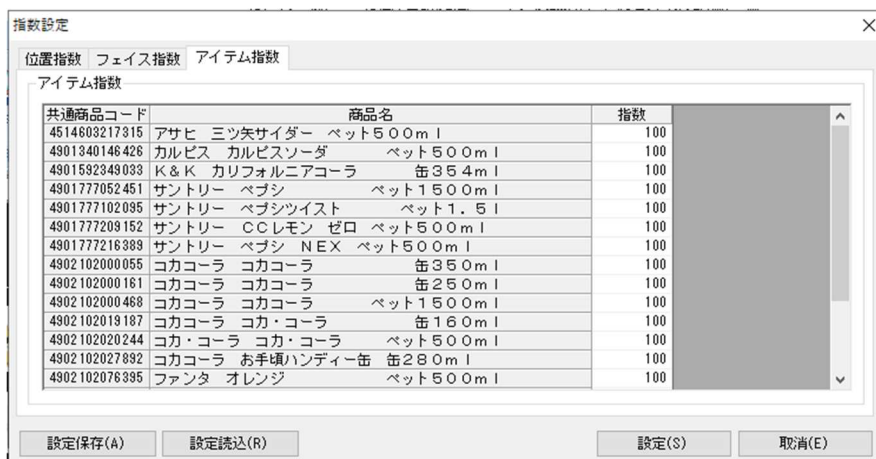 指数設定
位置指数 フェイス指数 アイテム指数
アイテム指数
共通商品コード 商品名 指数
4514603217315 アサヒ 三ツ矢サイダー ペット500ml 100
4901340146426 カルピス カルピスソーダ ペット500ml 100
4901592349033 K&K カリフォルニアコーラ 缶354ml 100
4901777052451 サントリー ペプシ ペット1500ml 100
4901777102095 サントリー ペプシツイスト ペット1.5l 100
4901777209152 サントリー CCレモン ゼロ ペット500ml 100
4901777216389 サントリー ペプシ NEX ペット500ml 100
4902102000055 コカコーラ コカコーラ 缶350ml 100
4902102000161 コカコーラ コカコーラ 缶250ml 100
4902102000468 コカコーラ コカコーラ ペット1500ml 100
4902102019187 コカコーラ コカ・コーラ 缶160ml 100
4902102020244 コカ・コーラ コカ・コーラ ペット500ml 100
4902102027892 コカコーラ お手頃ハンディー缶 缶280ml 100
4902102076395 ファンタ オレンジ ペット500ml 100
設定保存(A) 設定読込(R) 設定(S) 取消(E)